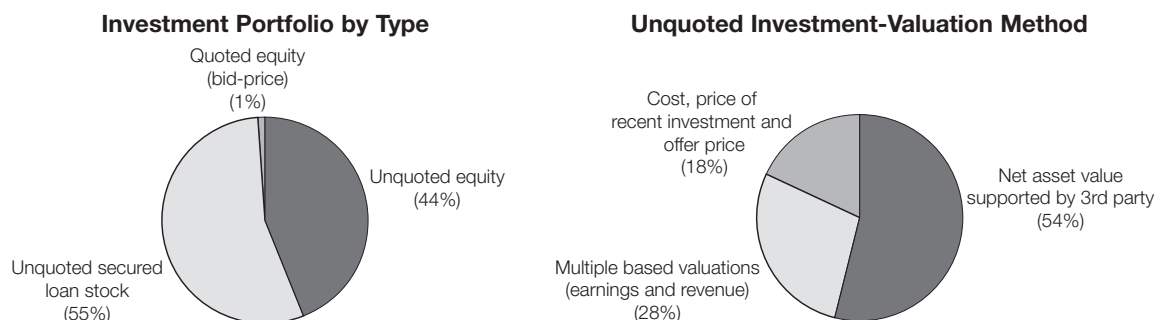 Investment Portfolio by Type
Quoted equity
(bid-price)
(1%)
Unquoted equity
(44%)
Unquoted secured
loan stock
(55%)
Unquoted Investment-Valuation Method
Cost, price of
recent investment and
offer price
(18%)
Net asset value
supported by 3rd party
(54%)
Multiple based valuations
(earnings and revenue)
(28%)